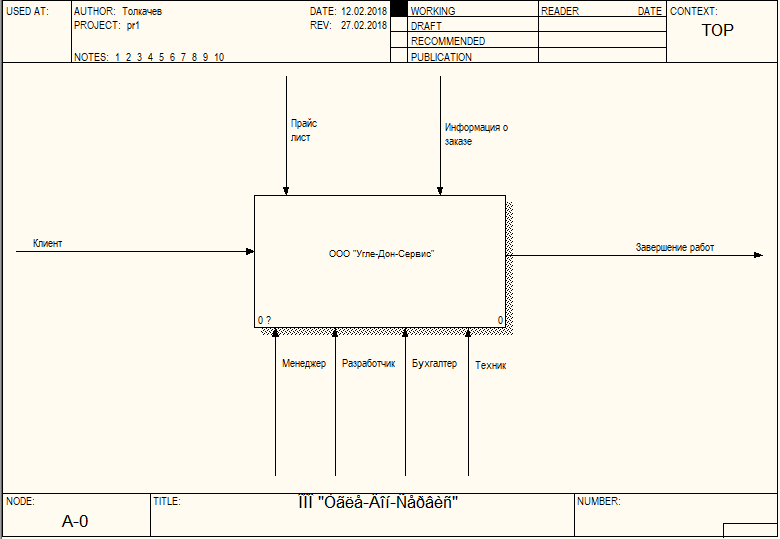 USED AT:
AUTHOR: Толкачев
DATE: 12.02.2018
WORKING
READER
DATE
CONTEXT:
PROJECT: pr1
REV: 27.02.2018
DRAFT
TOP
RECOMMENDED
NOTES: 1 2 3 4 5 6 7 8 9 10
PUBLICATION
Прайс
лист
Информация о
заказе
Клиент
Завершение работ
ООО "Угле-Дон-Сервис"
0 ?
0
Менеджер
Разработчик
Бухгалтер
Техник
NODE:
TITLE:
ÎÎÎ "Óãëå-Äîí-Ñåðâèñ"
NUMBER:
A-0